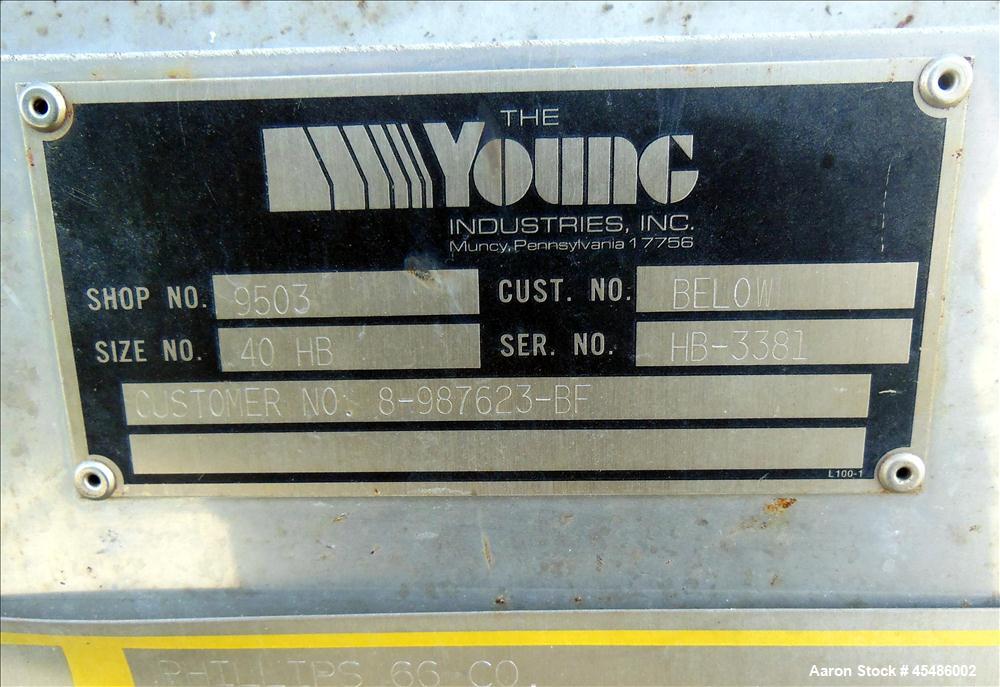 THE
YOUNG
INDUSTRIES, INC.
Muncy, Pennsylvania 17756
SHOP NO. 9503 CUST. NO. BELOW
SIZE NO. 40 HB SER. NO. HB-3381
CUSTOMER NO. 8-987623-BF
L100-1
PHILLIPS 66 CO.
Aaron Stock # 45486002